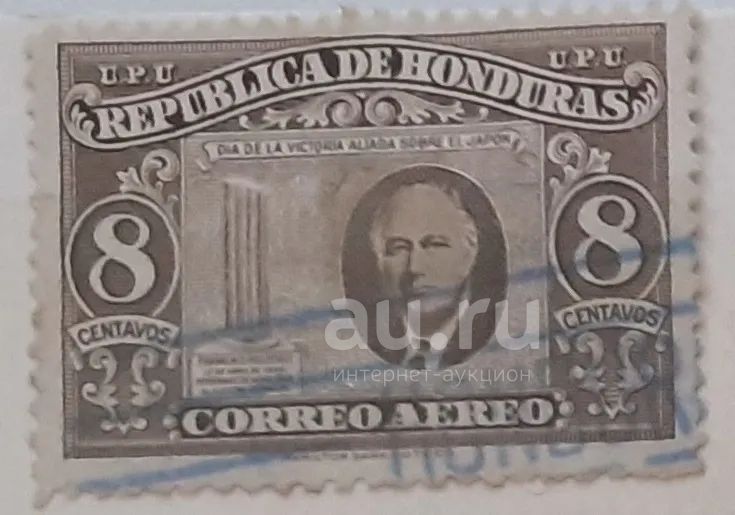 U.P.U U.P.U
REPUBLICA DE HONDURAS
DIA DE LA VICTORIA ALIADA SOBRE EL JAPON
8 8
CENTAVOS CENTAVOS
au.ru
интернет-аукцион
CORREO AEREO
HON